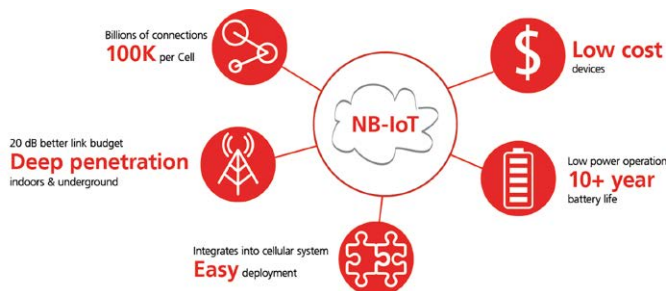 Billions of connections
100K per Cell
$
Low cost
devices
NB-IoT
20 dB better link budget
Deep penetration
indoors & underground
Low power operation
10+ year
battery life
Integrates into cellular system
Easy deployment